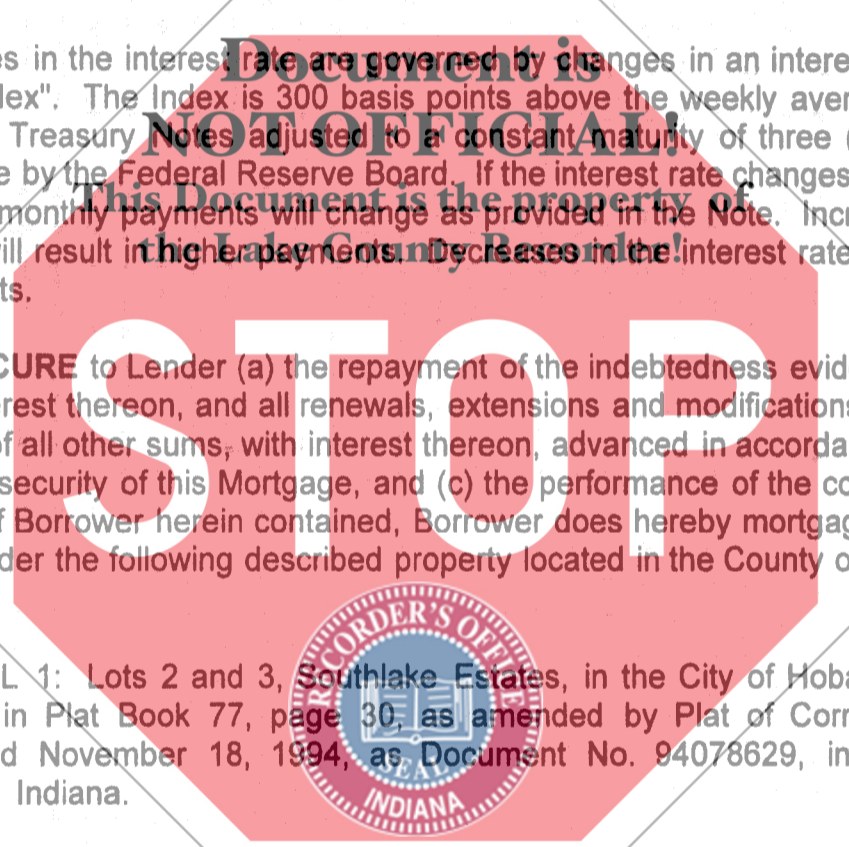 Document is
NOT OFFICIAL!
This Document is the property of
the Lake County Recorder!
es in the interest rate are governed by changes in an intere
lex". The Index is 300 basis points above the weekly aver
Treasury Notes adjusted to a constant maturity of three (
e by the Federal Reserve Board. If the interest rate changes
monthly payments will change as provided in the Note. Incr
ill result in higher payments. Decreases in the interest rate
ts.
STOP
CURE to Lender (a) the repayment of the indebtedness evid
rest thereon, and all renewals, extensions and modifications
of all other sums, with interest thereon, advanced in accorda
security of this Mortgage, and (c) the performance of the co
f Borrower herein contained, Borrower does hereby mortgag
der the following described property located in the County o
L 1: Lots 2 and 3, Southlake Estates, in the City of Hoba
in Plat Book 77, page 30, as amended by Plat of Corr
d November 18, 1994, as Document No. 94078629, in
Indiana.
RECORDER'S OFFICE
SEAL
INDIANA